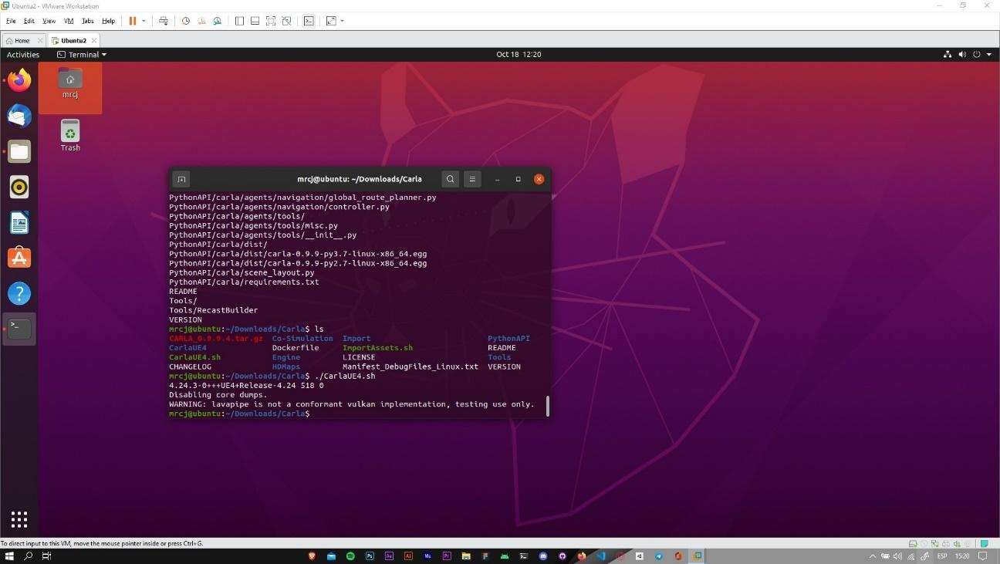 Ubuntu2 - VMware Workstation
File Edit View VM Tabs Help
Home Ubuntu2
Activities Terminal Oct 18 12:20
mrcj
Trash
mrcj@ubuntu: ~/Downloads/Carla
PythonAPI/carla/agents/navigation/global_route_planner.py
PythonAPI/carla/agents/navigation/controller.py
PythonAPI/carla/agents/tools/
PythonAPI/carla/agents/tools/misc.py
PythonAPI/carla/agents/tools/__init__.py
PythonAPI/carla/dist/
PythonAPI/carla/dist/carla-0.9.9-py3.7-linux-x86_64.egg
PythonAPI/carla/dist/carla-0.9.9-py2.7-linux-x86_64.egg
PythonAPI/carla/scene_layout.py
PythonAPI/carla/requirements.txt
README
Tools/
Tools/RecastBuilder
VERSION
mrcj@ubuntu:~/Downloads/Carla$ ls
CARLA_0.9.9.4.tar.gz Co-Simulation Import PythonAPI
CarlaUE4 Dockerfile ImportAssets.sh README
CarlaUE4.sh Engine LICENSE Tools
CHANGELOG HDMaps Manifest_DebugFiles_Linux.txt VERSION
mrcj@ubuntu:~/Downloads/Carla$ ./CarlaUE4.sh
4.24.3-0+++UE4+Release-4.24 518 0
Disabling core dumps.
WARNING: lavapipe is not a conformant vulkan implementation, testing use only.
mrcj@ubuntu:~/Downloads/Carla$
To direct input to this VM, move the mouse pointer inside or press Ctrl+G.
Ps Ae Ai Mu Pr ESP 15:20